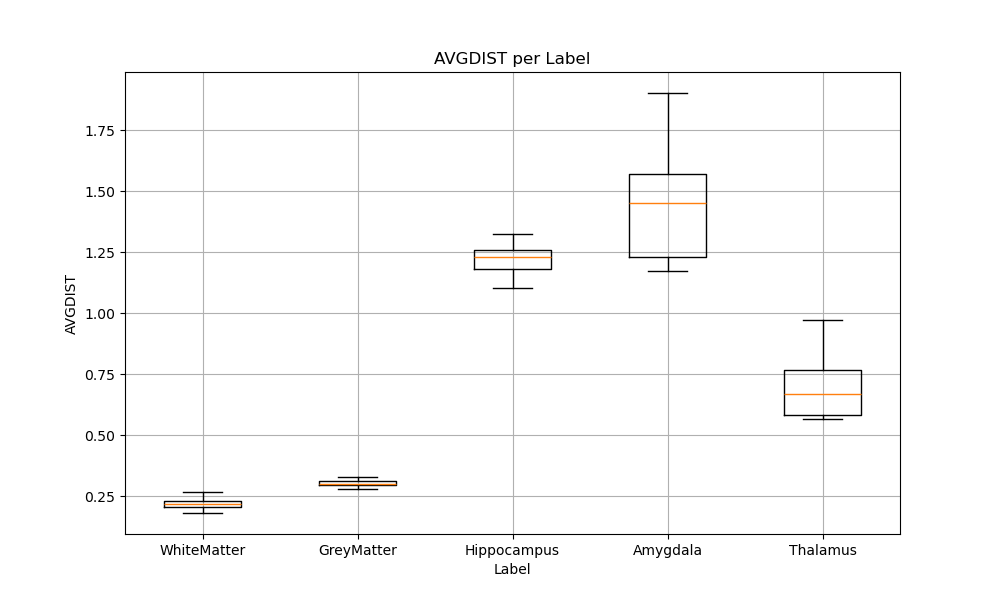 AVGDIST per Label
AVGDIST
1.75
1.50
1.25
1.00
0.75
0.50
0.25
WhiteMatter GreyMatter Hippocampus Amygdala Thalamus
Label